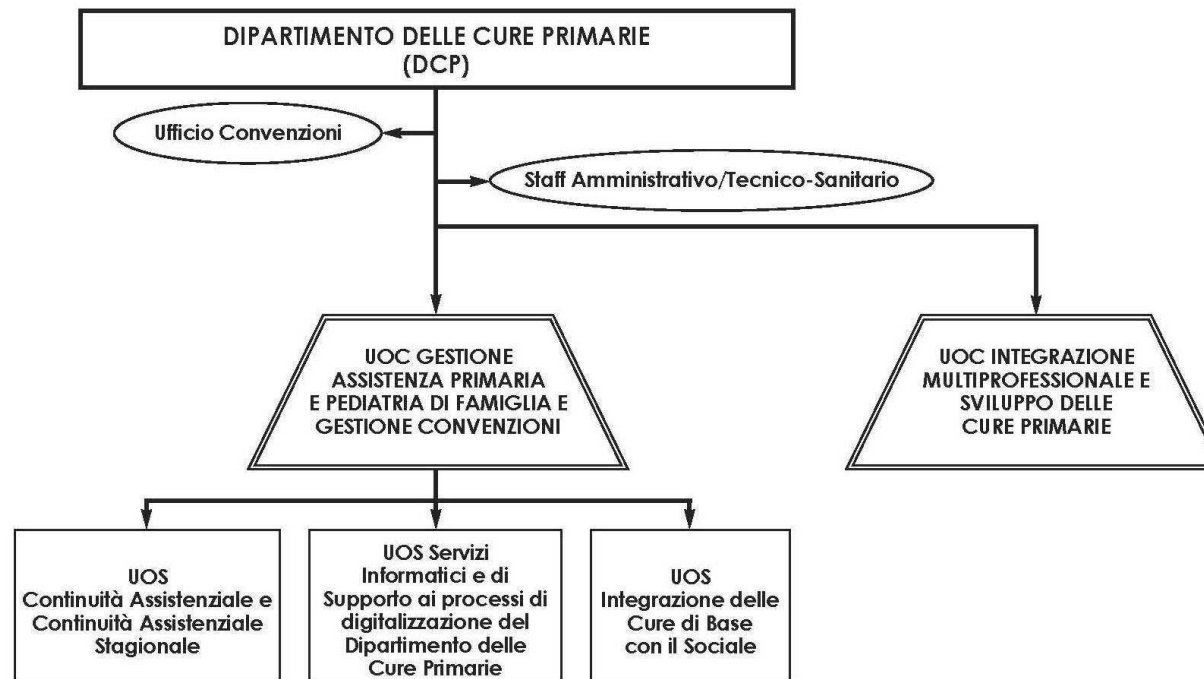 DIPARTIMENTO DELLE CURE PRIMARIE
(DCP)
Ufficio Convenzioni
Staff Amministrativo/Tecnico-Sanitario
UOC GESTIONE
ASSISTENZA PRIMARIA
E PEDIATRIA DI FAMIGLIA E
GESTIONE CONVENZIONI
UOC INTEGRAZIONE
MULTIPROFESSIONALE E
SVILUPPO DELLE
CURE PRIMARIE
UOS
Continuità Assistenziale e
Continuità Assistenziale
Stagionale
UOS Servizi
Informatici e di
Supporto ai processi di
digitalizzazione del
Dipartimento delle
Cure Primarie
UOS
Integrazione delle
Cure di Base
con il Sociale